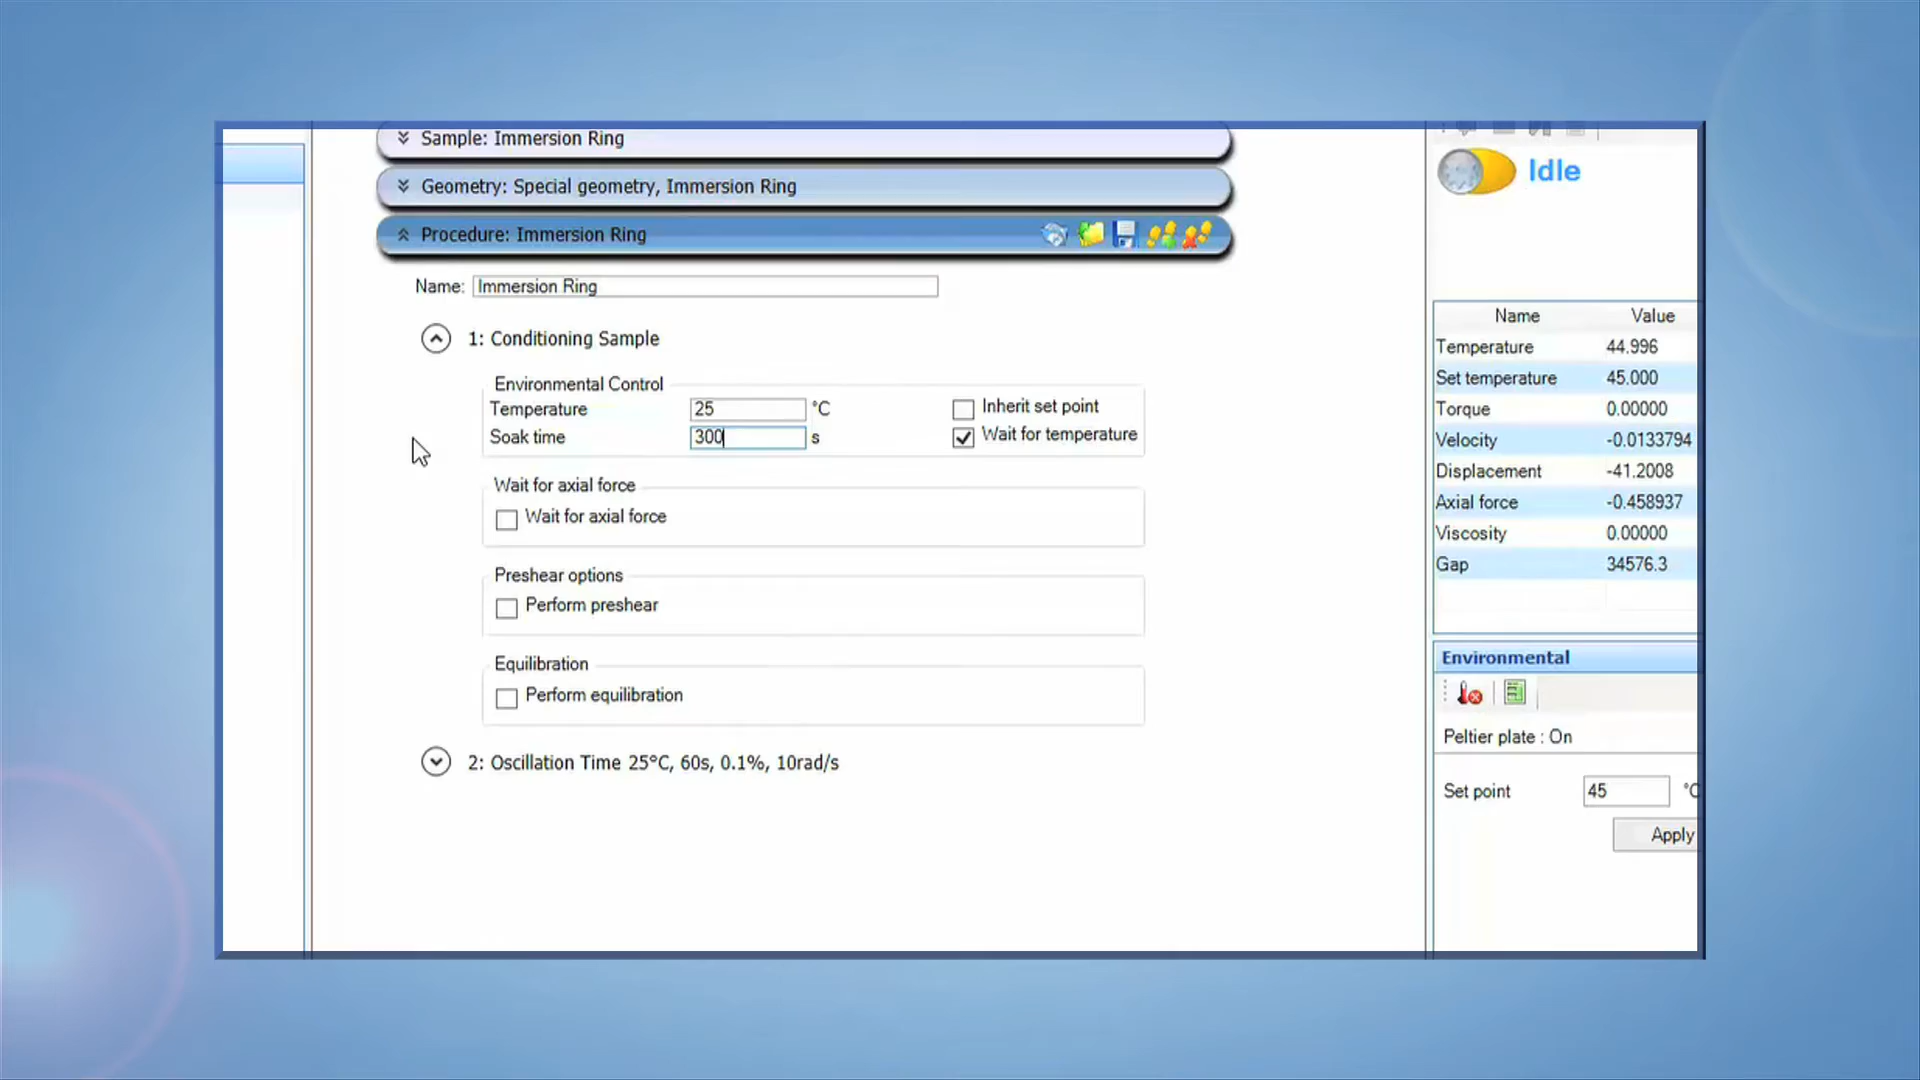 Sample: Immersion Ring
Geometry: Special geometry, Immersion Ring
Procedure: Immersion Ring
Name: Immersion Ring
1: Conditioning Sample
Environmental Control
Temperature 25 °C Inherit set point
Soak time 300 s Wait for temperature
Wait for axial force
Wait for axial force
Preshear options
Perform preshear
Equilibration
Perform equilibration
2: Oscillation Time 25°C, 60s, 0.1%, 10rad/s
Idle
Name Value
Temperature 44.996
Set temperature 45.000
Torque 0.00000
Velocity -0.0133794
Displacement -41.2008
Axial force -0.458937
Viscosity 0.00000
Gap 34576.3
Environmental
Peltier plate : On
Set point 45 °C
Apply